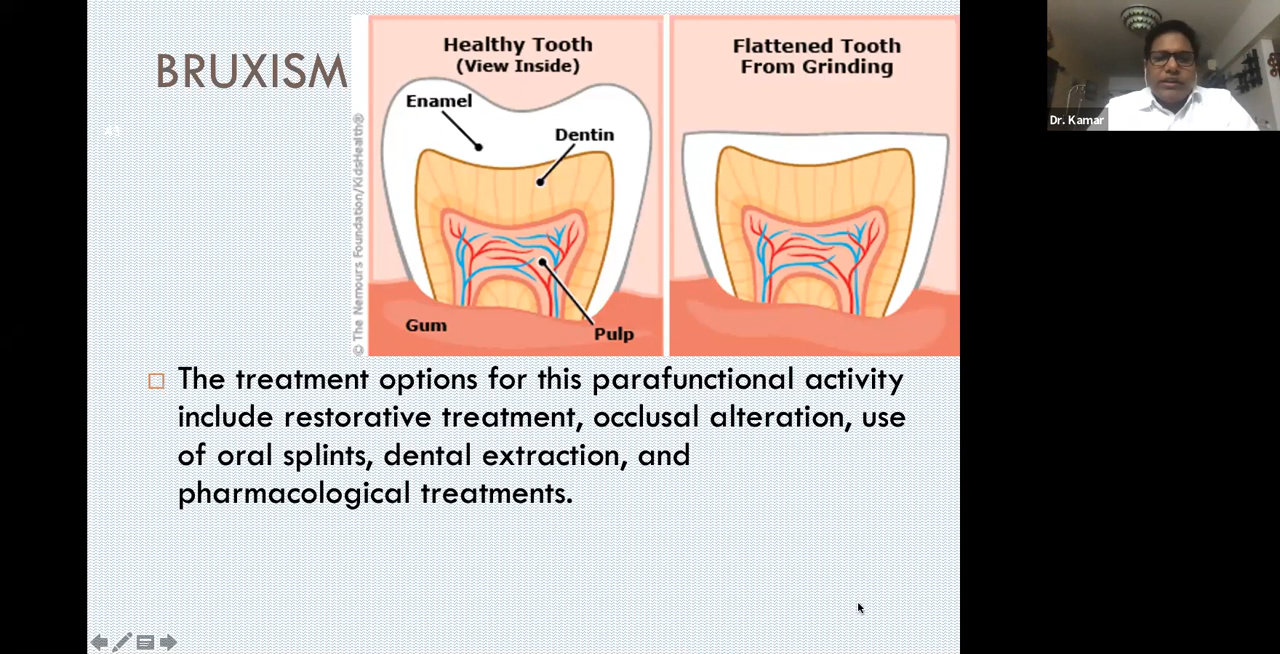 BRUXISM
43
Healthy Tooth
(View Inside)
Enamel
Dentin
Gum
Pulp
© The Nemours Foundation/KidsHealth®
Flattened Tooth
From Grinding
The treatment options for this parafunctional activity
include restorative treatment, occlusal alteration, use
of oral splints, dental extraction, and
pharmacological treatments.
Dr. Kamar